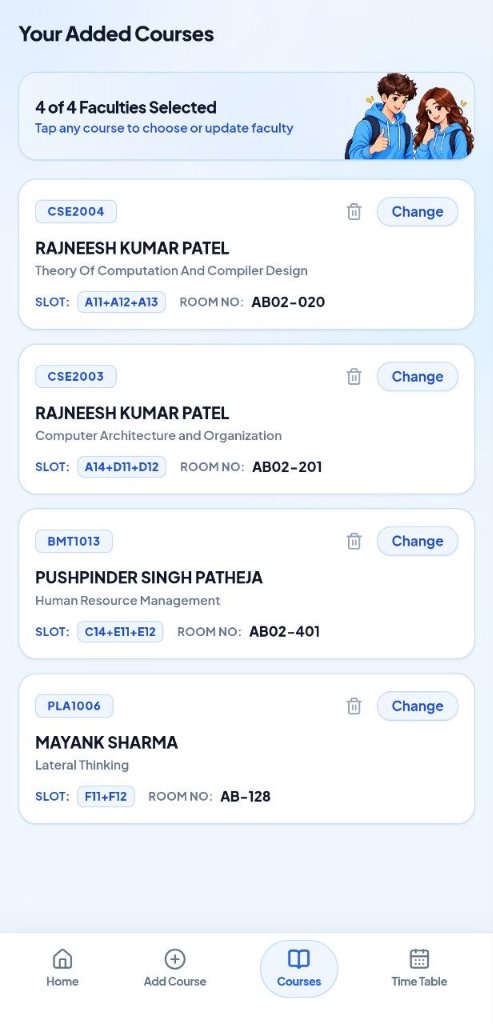 Your Added Courses
4 of 4 Faculties Selected
Tap any course to choose or update faculty
CSE2004 Change
RAJNEESH KUMAR PATEL
Theory Of Computation And Compiler Design
SLOT: A11+A12+A13 ROOM NO: AB02-020
CSE2003 Change
RAJNEESH KUMAR PATEL
Computer Architecture and Organization
SLOT: A14+D11+D12 ROOM NO: AB02-201
BMT1013 Change
PUSHPINDER SINGH PATHEJA
Human Resource Management
SLOT: C14+E11+E12 ROOM NO: AB02-401
PLA1006 Change
MAYANK SHARMA
Lateral Thinking
SLOT: F11+F12 ROOM NO: AB-128
Home Add Course Courses Time Table